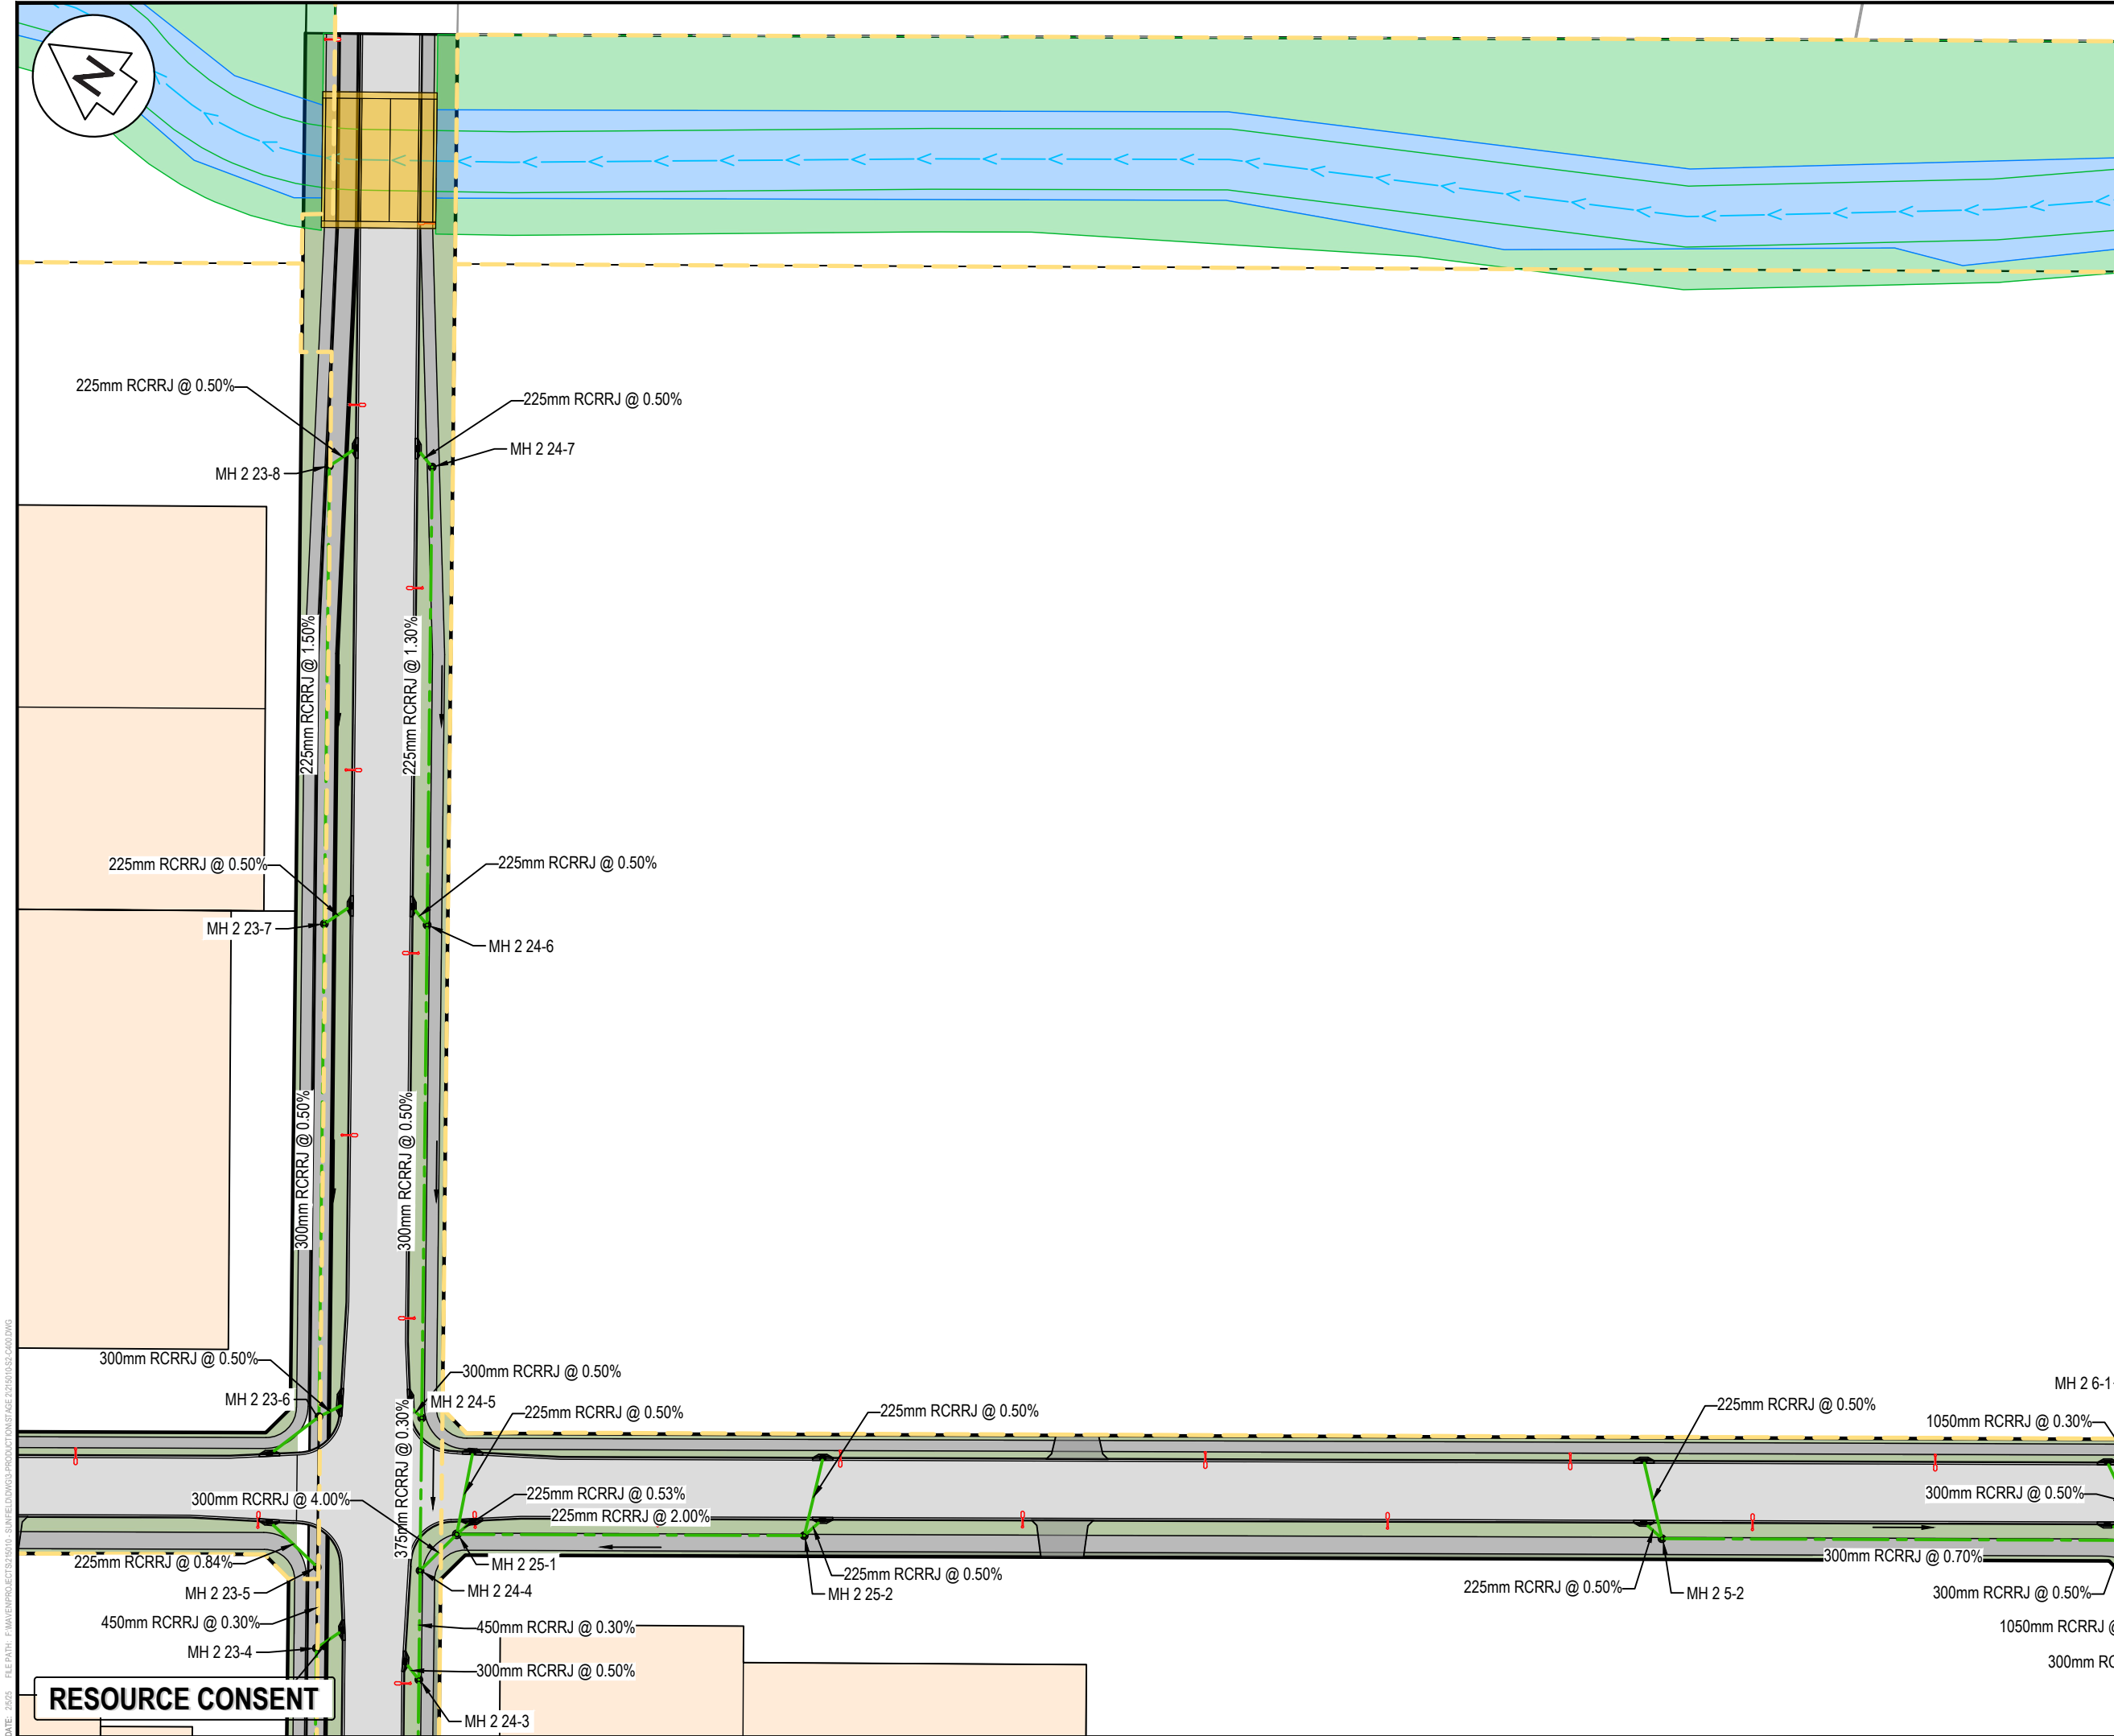 N
225mm RCRRJ @ 0.50%
225mm RCRRJ @ 0.50%
MH 2 24-7
MH 2 23-8
225mm RCRRJ @ 1.50%
225mm RCRRJ @ 1.30%
225mm RCRRJ @ 0.50%
225mm RCRRJ @ 0.50%
MH 2 23-7
MH 2 24-6
300mm RCRRJ @ 0.50%
300mm RCRRJ @ 0.50%
300mm RCRRJ @ 0.50%
300mm RCRRJ @ 0.50%
MH 2 23-6
MH 2 24-5
225mm RCRRJ @ 0.50%
225mm RCRRJ @ 0.50%
225mm RCRRJ @ 0.50%
MH 2 6-1
1050mm RCRRJ @ 0.30%
375mm RCRRJ @ 0.30%
300mm RCRRJ @ 4.00%
225mm RCRRJ @ 0.53%
225mm RCRRJ @ 2.00%
300mm RCRRJ @ 0.50%
225mm RCRRJ @ 0.84%
MH 2 25-1
225mm RCRRJ @ 0.50%
300mm RCRRJ @ 0.70%
MH 2 23-5
MH 2 24-4
MH 2 25-2
225mm RCRRJ @ 0.50%
MH 2 5-2
300mm RCRRJ @ 0.50%
450mm RCRRJ @ 0.30%
450mm RCRRJ @ 0.30%
1050mm RCRRJ @
MH 2 23-4
300mm RCRRJ @ 0.50%
300mm RC
RESOURCE CONSENT
MH 2 24-3